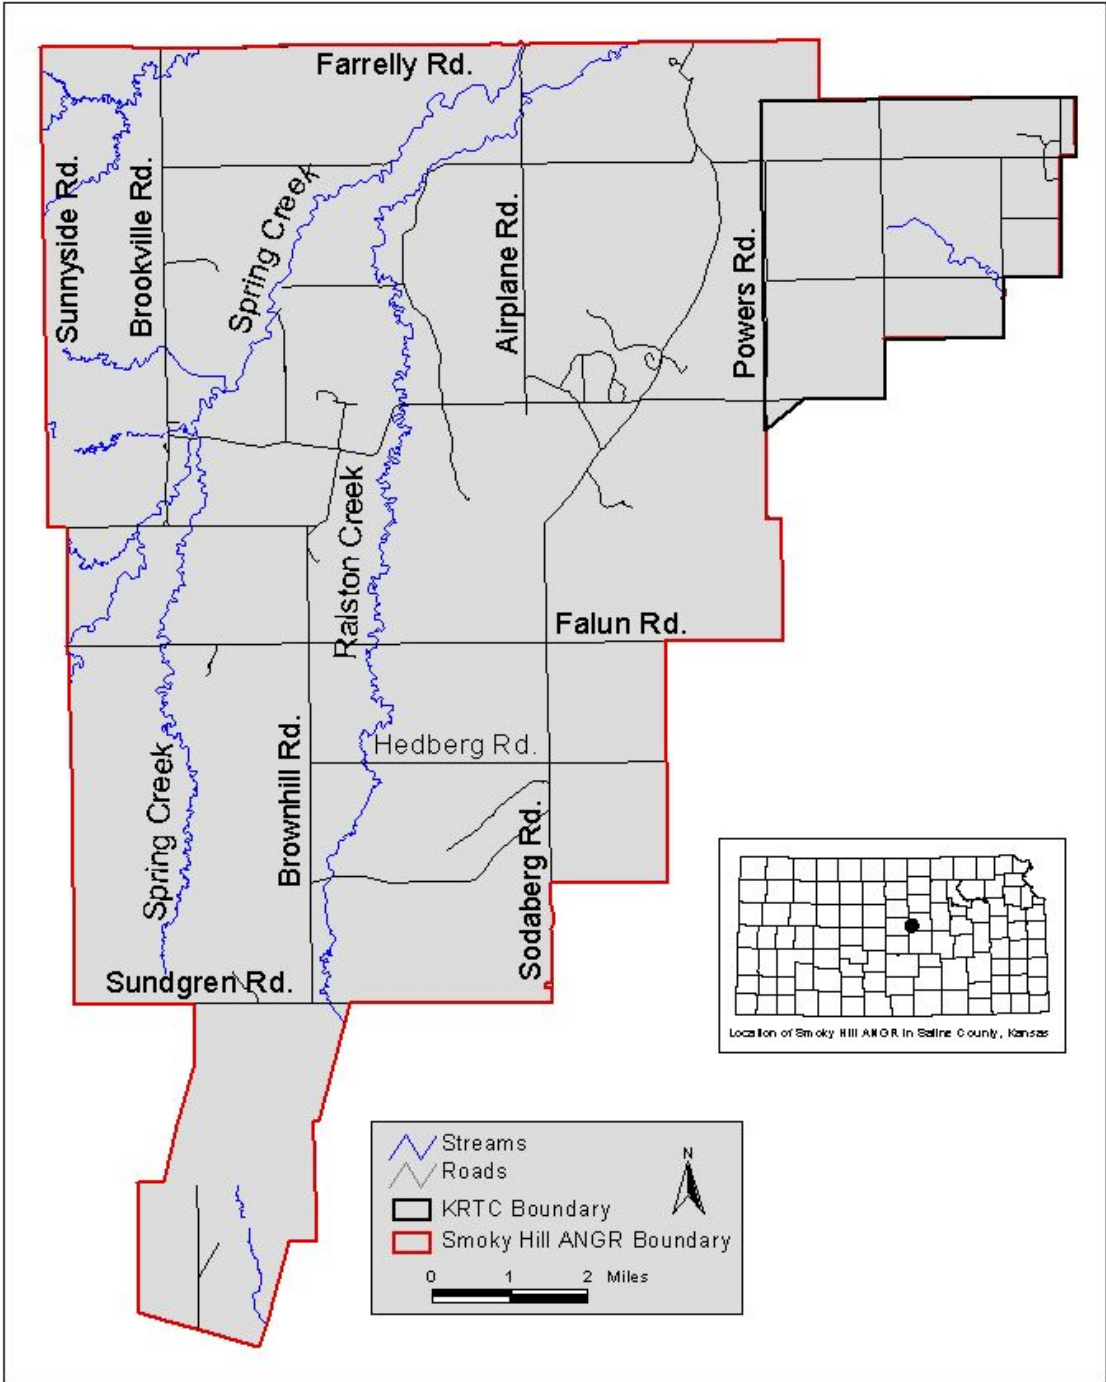 Farrelly Rd.
Sunnyside Rd.
Brookville Rd.
Spring Creek
Airplane Rd.
Powers Rd.
Ralston Creek
Falun Rd.
Spring Creek
Brownhill Rd.
Hedberg Rd.
Sodaberg Rd.
Sundgren Rd.
Location of Smoky Hill ANGR in Saline County, Kansas
Streams
Roads
N
KRTC Boundary
Smoky Hill ANGR Boundary
0 1 2 Miles